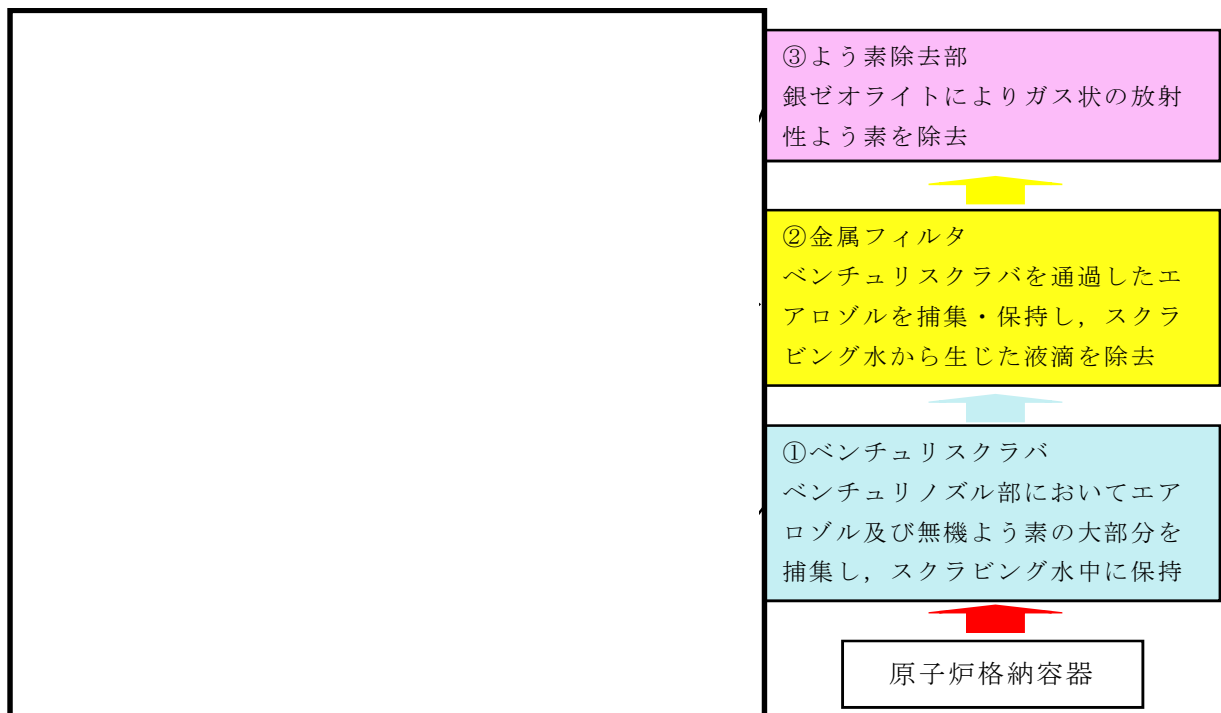 ③よう素除去部
銀ゼオライトによりガス状の放射
性よう素を除去
②金属フィルタ
ベンチュリスクラバを通過したエ
アロゾルを捕集・保持し，スクラ
ビング水から生じた液滴を除去
①ベンチュリスクラバ
ベンチュリノズル部においてエア
ロゾル及び無機よう素の大部分を
捕集し，スクラビング水中に保持
原子炉格納容器